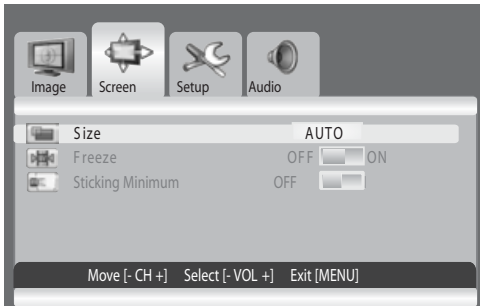 Image Screen Setup Audio
Size AUTO
Freeze OFF ON
Sticking Minimum OFF
Move [- CH +] Select [- VOL +] Exit [MENU]